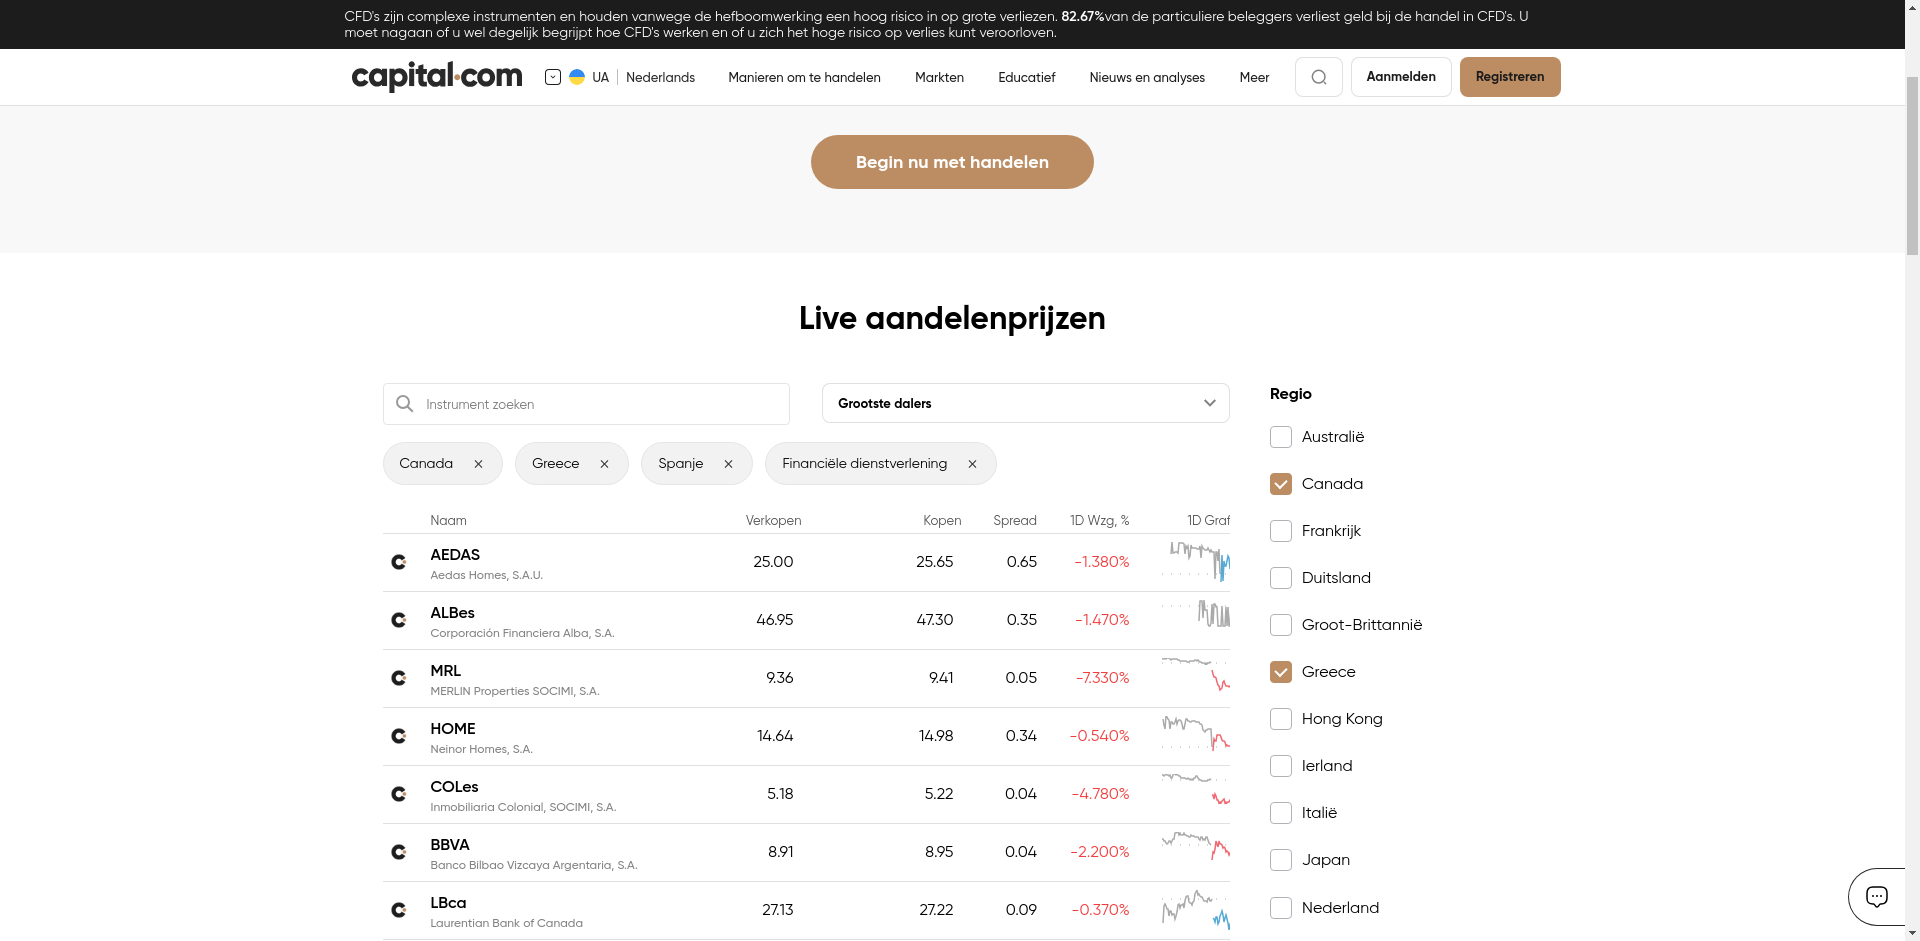 CFD's zijn complexe instrumenten en houden vanwege de hefboomwerking een hoog risico in op grote verliezen. 82.67%van de particuliere beleggers verliest geld bij de handel in CFD's. U
moet nagaan of u wel degelijk begrijpt hoe CFD's werken en of u zich het hoge risico op verlies kunt veroorloven.
capital.com UA Nederlands Manieren om te handelen Markten Educatief Nieuws en analyses Meer Aanmelden Registreren
Begin nu met handelen
Live aandelenprijzen
Instrument zoeken Grootste dalers
Canada Greece Spanje Financiële dienstverlening
Naam Verkopen Kopen Spread 1D Wzg, % 1D Graf
AEDAS
Aedas Homes, S.A.U.
25.00 25.65 0.65 -1.380%
ALBes
Corporación Financiera Alba, S.A.
46.95 47.30 0.35 -1.470%
MRL
MERLIN Properties SOCIMI, S.A.
9.36 9.41 0.05 -7.330%
HOME
Neinor Homes, S.A.
14.64 14.98 0.34 -0.540%
COLes
Inmobiliaria Colonial, SOCIMI, S.A.
5.18 5.22 0.04 -4.780%
BBVA
Banco Bilbao Vizcaya Argentaria, S.A.
8.91 8.95 0.04 -2.200%
LBca
Laurentian Bank of Canada
27.13 27.22 0.09 -0.370%
Regio
Australië
Canada
Frankrijk
Duitsland
Groot-Brittannië
Greece
Hong Kong
Ierland
Italië
Japan
Nederland